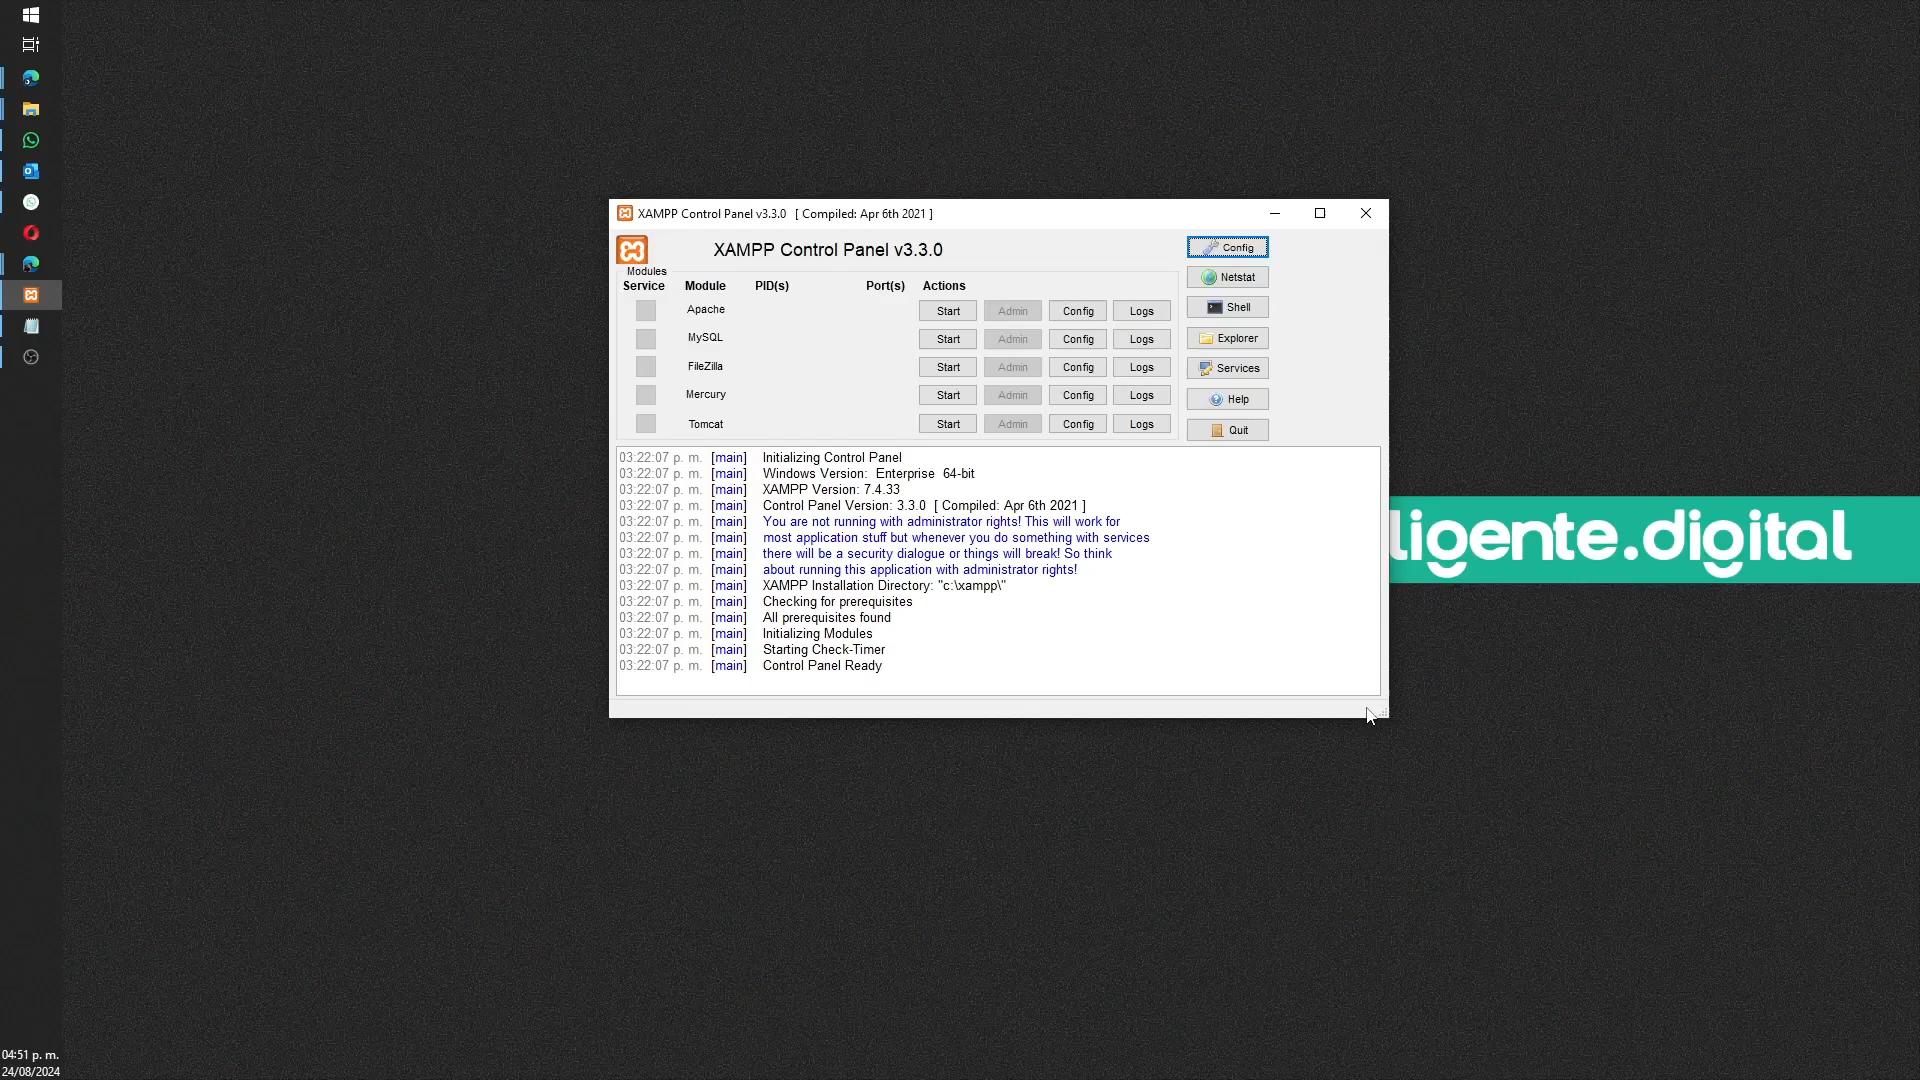 XAMPP Control Panel v3.3.0 [ Compiled: Apr 6th 2021 ]
XAMPP Control Panel v3.3.0
Config
Modules
Service Module PID(s) Port(s) Actions
Netstat
Apache Start Admin Config Logs
Shell
MySQL Start Admin Config Logs
Explorer
FileZilla Start Admin Config Logs
Services
Mercury Start Admin Config Logs
Help
Tomcat Start Admin Config Logs
Quit
03:22:07 p. m. [main] Initializing Control Panel
03:22:07 p. m. [main] Windows Version: Enterprise 64-bit
03:22:07 p. m. [main] XAMPP Version: 7.4.33
03:22:07 p. m. [main] Control Panel Version: 3.3.0 [ Compiled: Apr 6th 2021 ]
03:22:07 p. m. [main] You are not running with administrator rights! This will work for
03:22:07 p. m. [main] most application stuff but whenever you do something with services
03:22:07 p. m. [main] there will be a security dialogue or things will break! So think
03:22:07 p. m. [main] about running this application with administrator rights!
03:22:07 p. m. [main] XAMPP Installation Directory: "c:\xampp\"
03:22:07 p. m. [main] Checking for prerequisites
03:22:07 p. m. [main] All prerequisites found
03:22:07 p. m. [main] Initializing Modules
03:22:07 p. m. [main] Starting Check-Timer
03:22:07 p. m. [main] Control Panel Ready
ligente.digital
04:51 p. m.
24/08/2024